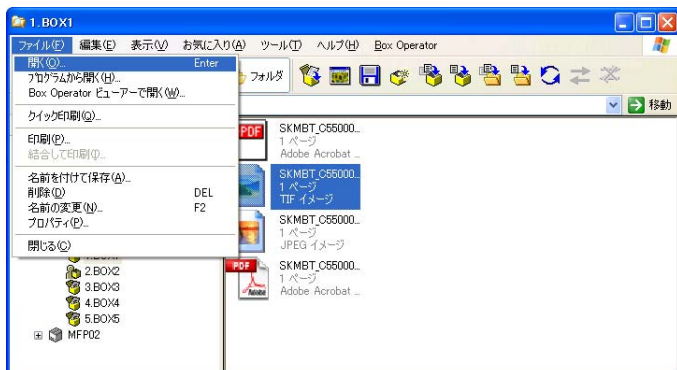 1.BOX1
ファイル(F) 編集(E) 表示(V) お気に入り(A) ツール(T) ヘルプ(H) Box Operator
開く(O)... Enter
プログラムから開く(H)...
Box Operator ビューアーで開く(W)...
クイック印刷(Q)...
印刷(P)...
結合して印刷(I)...
名前を付けて保存(A)...
削除(D) DEL
名前の変更(N)... F2
プロパティ(P)...
閉じる(C)
フォルダ
移動
SKMBT_C55000...
1 ページ
Adobe Acrobat ...
SKMBT_C55000...
1 ページ
TIF イメージ
SKMBT_C55000...
1 ページ
JPEG イメージ
SKMBT_C55000...
1 ページ
Adobe Acrobat ...
PDF
PDF
Adobe
1.BOX1
2.BOX2
3.BOX3
4.BOX4
5.BOX5
MFP02